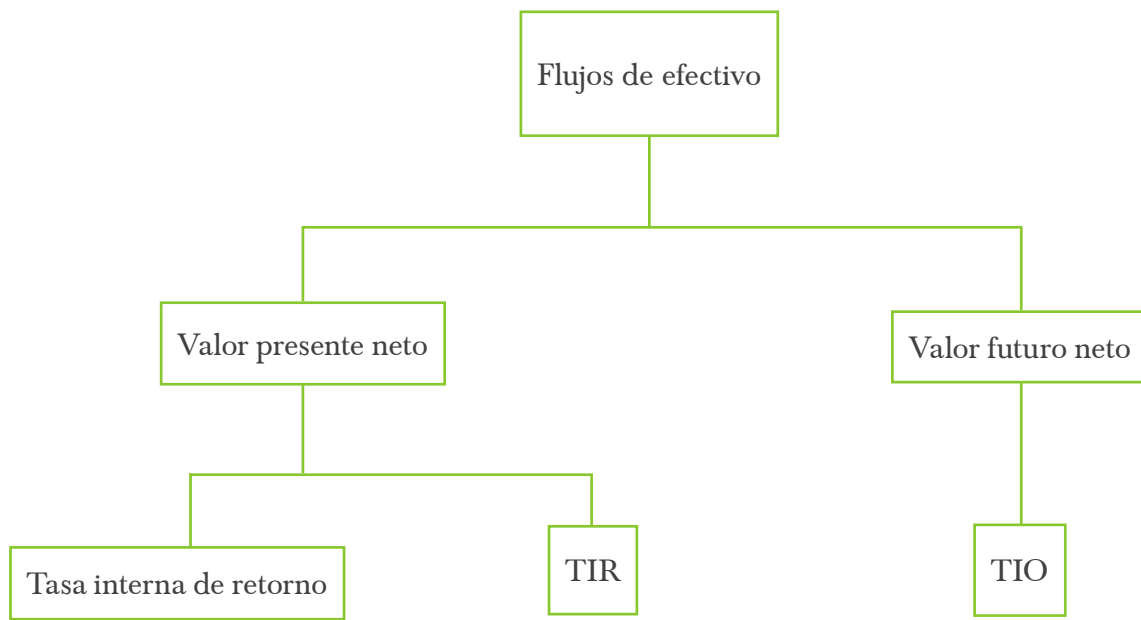 Flujos de efectivo
Valor presente neto
Valor futuro neto
Tasa interna de retorno
TIR
TIO